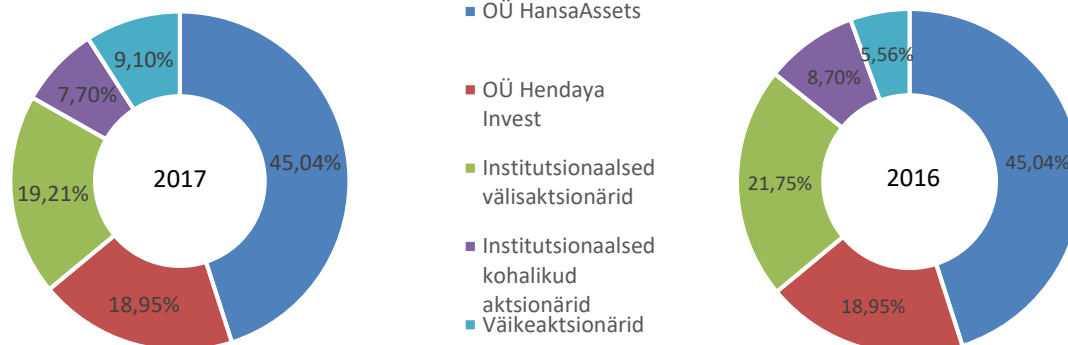 9,10%
7,70%
45,04%
2017
19,21%
18,95%
OÜ HansaAssets
OÜ Hendaya
Invest
Institutsionaalsed
välisaktsionärid
Institutsionaalsed
kohalikud
aktsionärid
Väikeaktsionärid
5,56%
8,70%
45,04%
2016
21,75%
18,95%